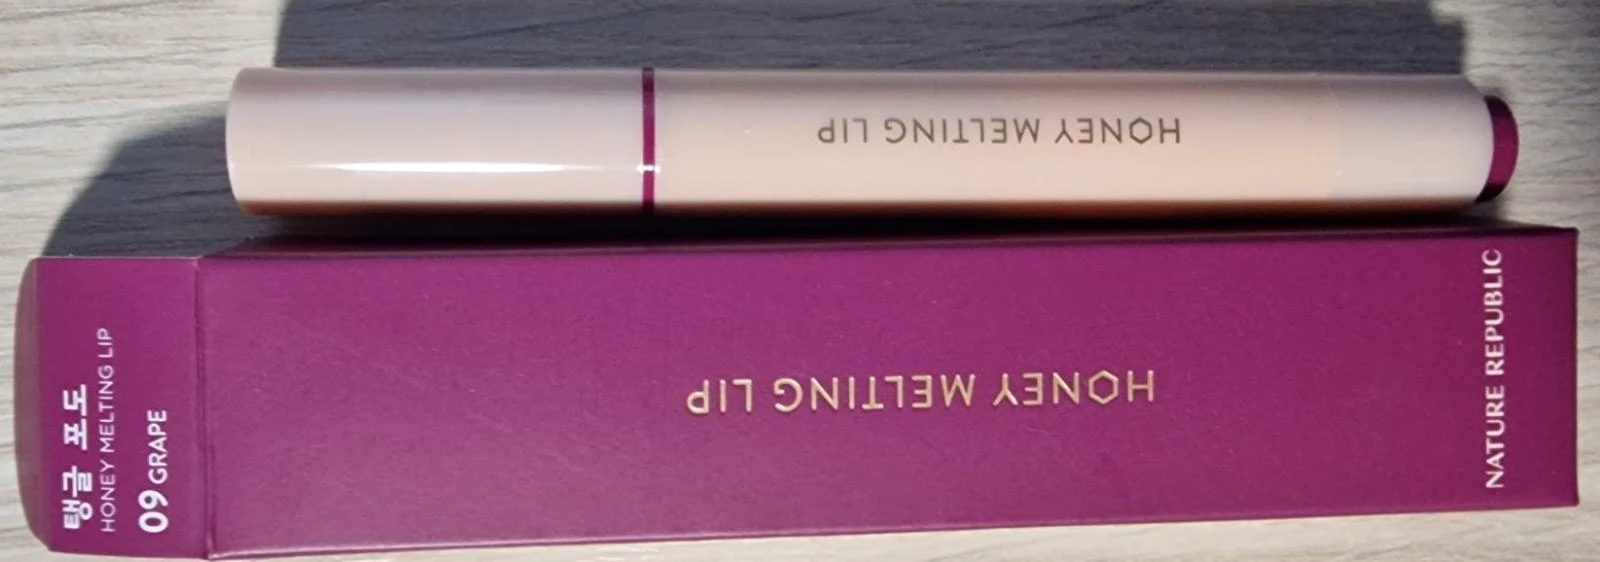 HONEY MELTING LIP
HONEY MELTING LIP
NATURE REPUBLIC
탱글 포도
HONEY MELTING LIP
09 GRAPE